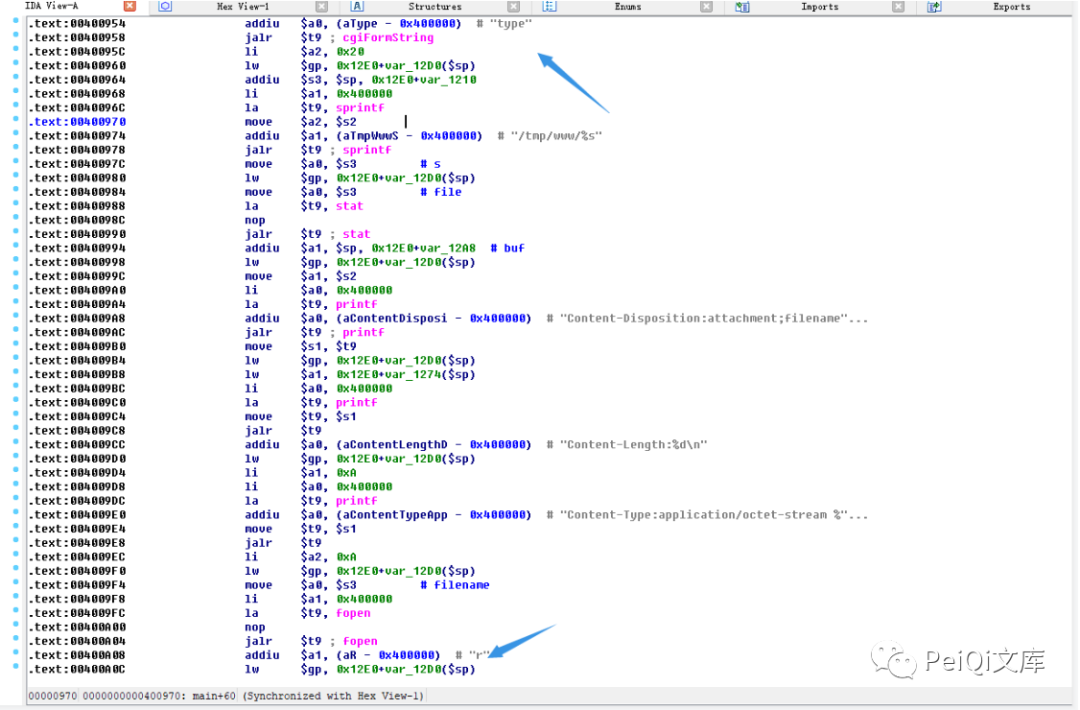 IDA View-A Hex View-1 Structures Enums Imports Exports
.text:00400954 addiu $a0, (aType - 0x400000) # "type"
.text:00400958 jalr $t9 ; cgiFormString
.text:0040095C li $a2, 0x20
.text:00400960 lw $gp, 0x12E0+var_12D0($sp)
.text:00400964 addiu $s3, $sp, 0x12E0+var_1210
.text:00400968 li $a1, 0x400000
.text:0040096C la $t9, sprintf
.text:00400970 move $a2, $s2
.text:00400974 addiu $a1, (aTmpWwwS - 0x400000) # "/tmp/www/%s"
.text:00400978 jalr $t9 ; sprintf
.text:0040097C move $a0, $s3 # s
.text:00400980 lw $gp, 0x12E0+var_12D0($sp)
.text:00400984 move $a0, $s3 # file
.text:00400988 la $t9, stat
.text:0040098C nop
.text:00400990 jalr $t9 ; stat
.text:00400994 addiu $a1, $sp, 0x12E0+var_12A8 # buf
.text:00400998 lw $gp, 0x12E0+var_12D0($sp)
.text:0040099C move $a1, $s2
.text:004009A0 li $a0, 0x400000
.text:004009A4 la $t9, printf
.text:004009A8 addiu $a0, (aContentDisposi - 0x400000) # "Content-Disposition:attachment;filename"...
.text:004009AC jalr $t9 ; printf
.text:004009B0 move $s1, $t9
.text:004009B4 lw $gp, 0x12E0+var_12D0($sp)
.text:004009B8 lw $a1, 0x12E0+var_1274($sp)
.text:004009BC li $a0, 0x400000
.text:004009C0 la $t9, printf
.text:004009C4 move $t9, $s1
.text:004009C8 jalr $t9
.text:004009CC addiu $a0, (aContentLengthD - 0x400000) # "Content-Length:%d\n"
.text:004009D0 lw $gp, 0x12E0+var_12D0($sp)
.text:004009D4 li $a1, 0xA
.text:004009D8 li $a0, 0x400000
.text:004009DC la $t9, printf
.text:004009E0 addiu $a0, (aContentTypeApp - 0x400000) # "Content-Type:application/octet-stream %"...
.text:004009E4 move $t9, $s1
.text:004009E8 jalr $t9
.text:004009EC li $a2, 0xA
.text:004009F0 lw $gp, 0x12E0+var_12D0($sp)
.text:004009F4 move $a0, $s3 # filename
.text:004009F8 li $a1, 0x400000
.text:004009FC la $t9, fopen
.text:00400A00 nop
.text:00400A04 jalr $t9 ; fopen
.text:00400A08 addiu $a1, (aR - 0x400000) # "r"
.text:00400A0C lw $gp, 0x12E0+var_12D0($sp)
PeiQi文库
00000970 0000000000400970: main+60 (Synchronized with Hex View-1)